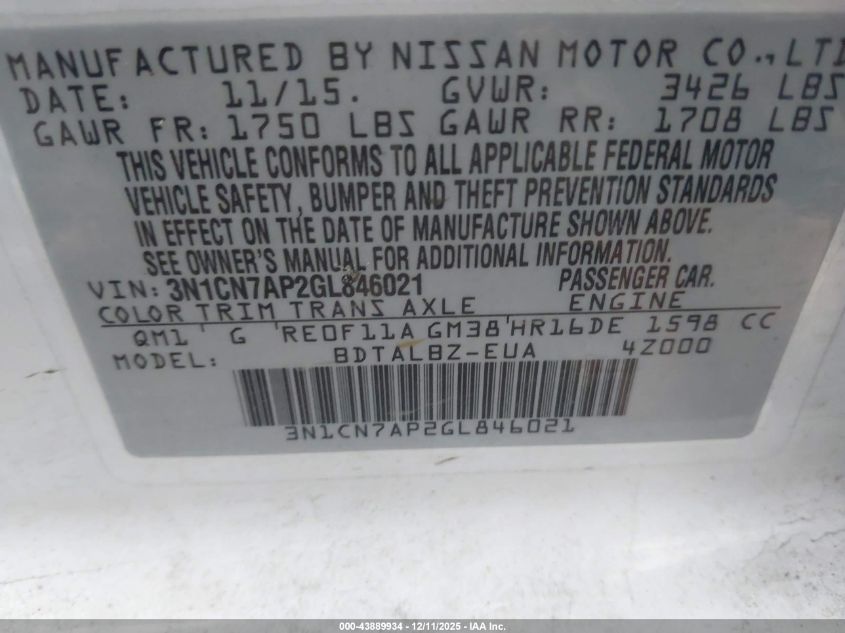 MANUFACTURED BY NISSAN MOTOR CO., LTD
DATE: 11/15. GVWR: 3426 LBS
GAWR FR: 1750 LBS GAWR RR: 1708 LBS
THIS VEHICLE CONFORMS TO ALL APPLICABLE FEDERAL MOTOR
VEHICLE SAFETY, BUMPER AND THEFT PREVENTION STANDARDS
IN EFFECT ON THE DATE OF MANUFACTURE SHOWN ABOVE.
SEE OWNER'S MANUAL FOR ADDITIONAL INFORMATION.
VIN: 3N1CN7AP2GL846021 PASSENGER CAR.
COLOR TRIM TRANS AXLE ENGINE
QM1 ' G ' RE0F11A GM38 ' HR16DE 1598 CC
MODEL: BDTALBZ-EUA 4Z000
3N1CN7AP2GL846021
000-43889934 - 12/11/2025 - IAA Inc.